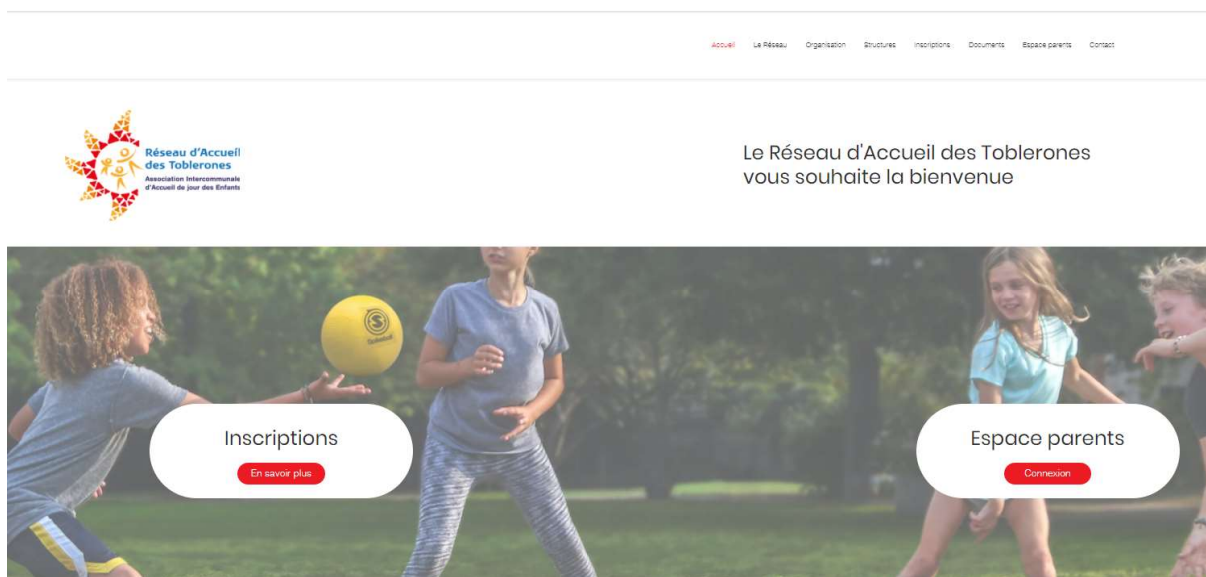 Accueil Le Réseau Organisation Structures Inscriptions Documents Espace parents Contact
Réseau d'Accueil
des Toblerones
Association Intercommunale
d'Accueil de jour des Enfants
Le Réseau d'Accueil des Toblerones
vous souhaite la bienvenue
Inscriptions
En savoir plus
Espace parents
Connexion